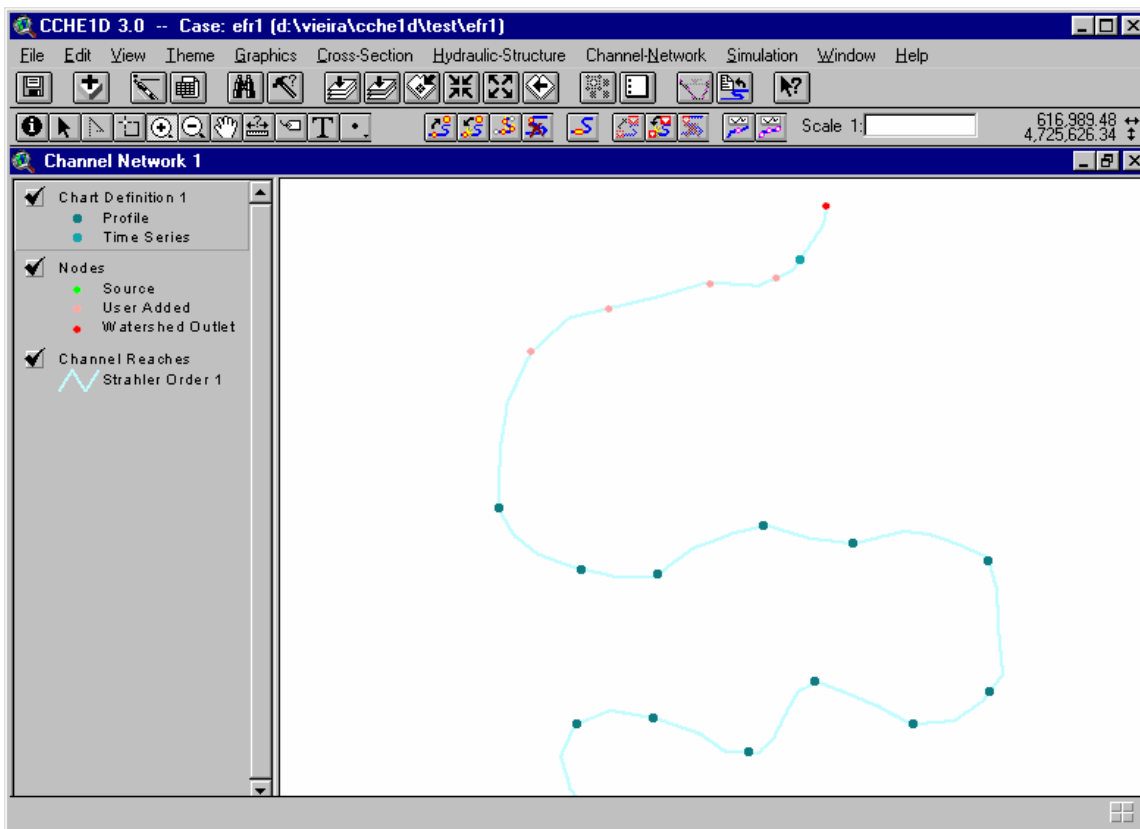 CCHE1D 3.0 -- Case: efr1 (d:\vieira\cche1d\test\efr1)
File Edit View Theme Graphics Cross-Section Hydraulic-Structure Channel-Network Simulation Window Help
T Scale 1: 616,989.48
4,725,626.34
Channel Network 1
Chart Definition 1
Profile
Time Series
Nodes
Source
User Added
Watershed Outlet
Channel Reaches
Strahler Order 1